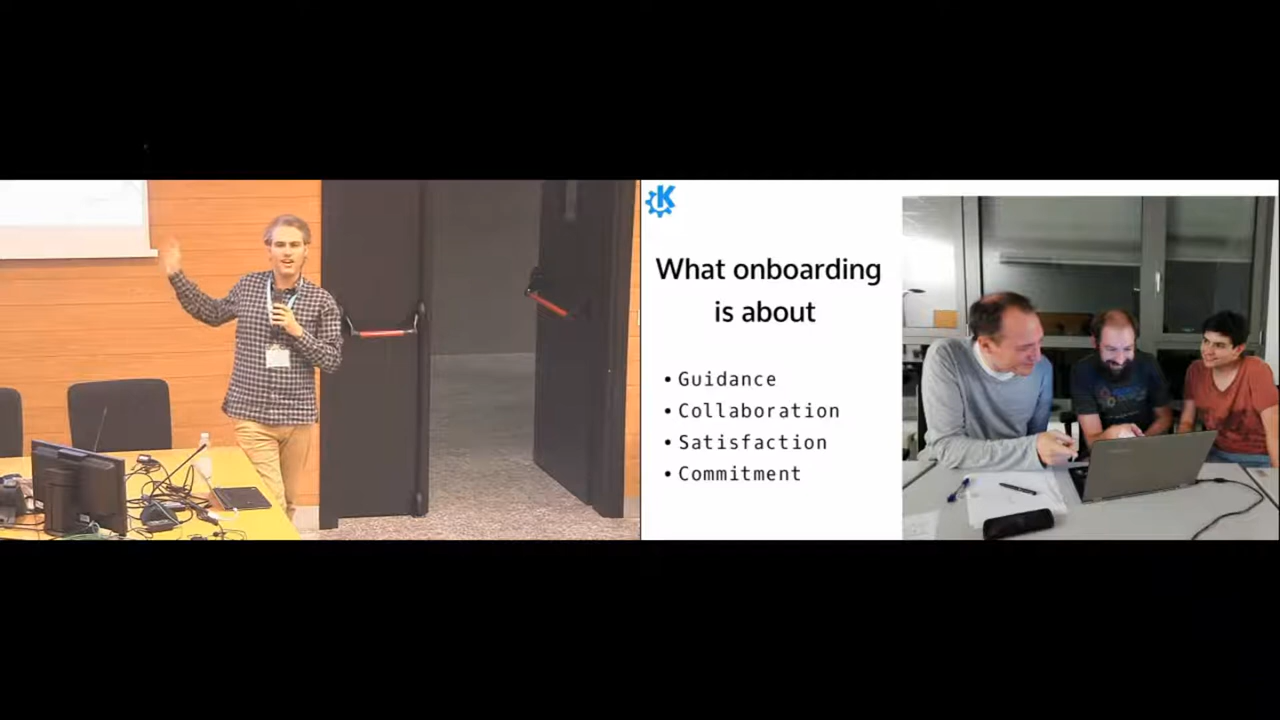 What onboarding
is about
• Guidance
• Collaboration
• Satisfaction
• Commitment